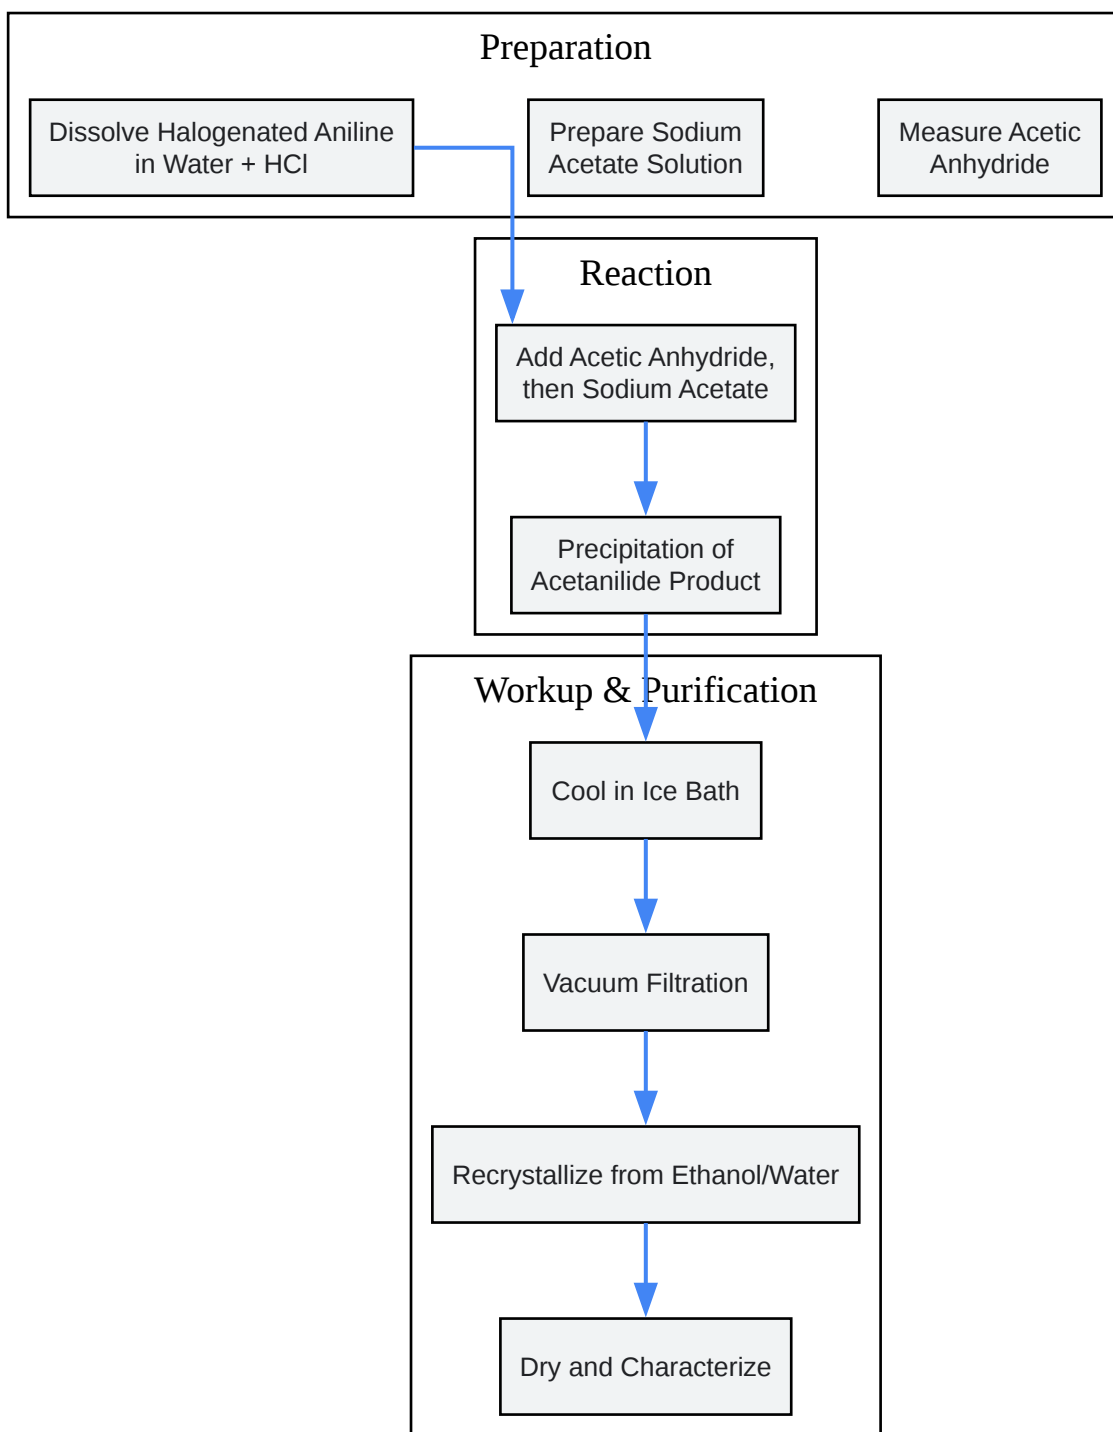 Preparation
Dissolve Halogenated Aniline
in Water + HCl
Prepare Sodium
Acetate Solution
Measure Acetic
Anhydride
Reaction
Add Acetic Anhydride,
then Sodium Acetate
Precipitation of
Acetanilide Product
Workup & Purification
Cool in Ice Bath
Vacuum Filtration
Recrystallize from Ethanol/Water
Dry and Characterize